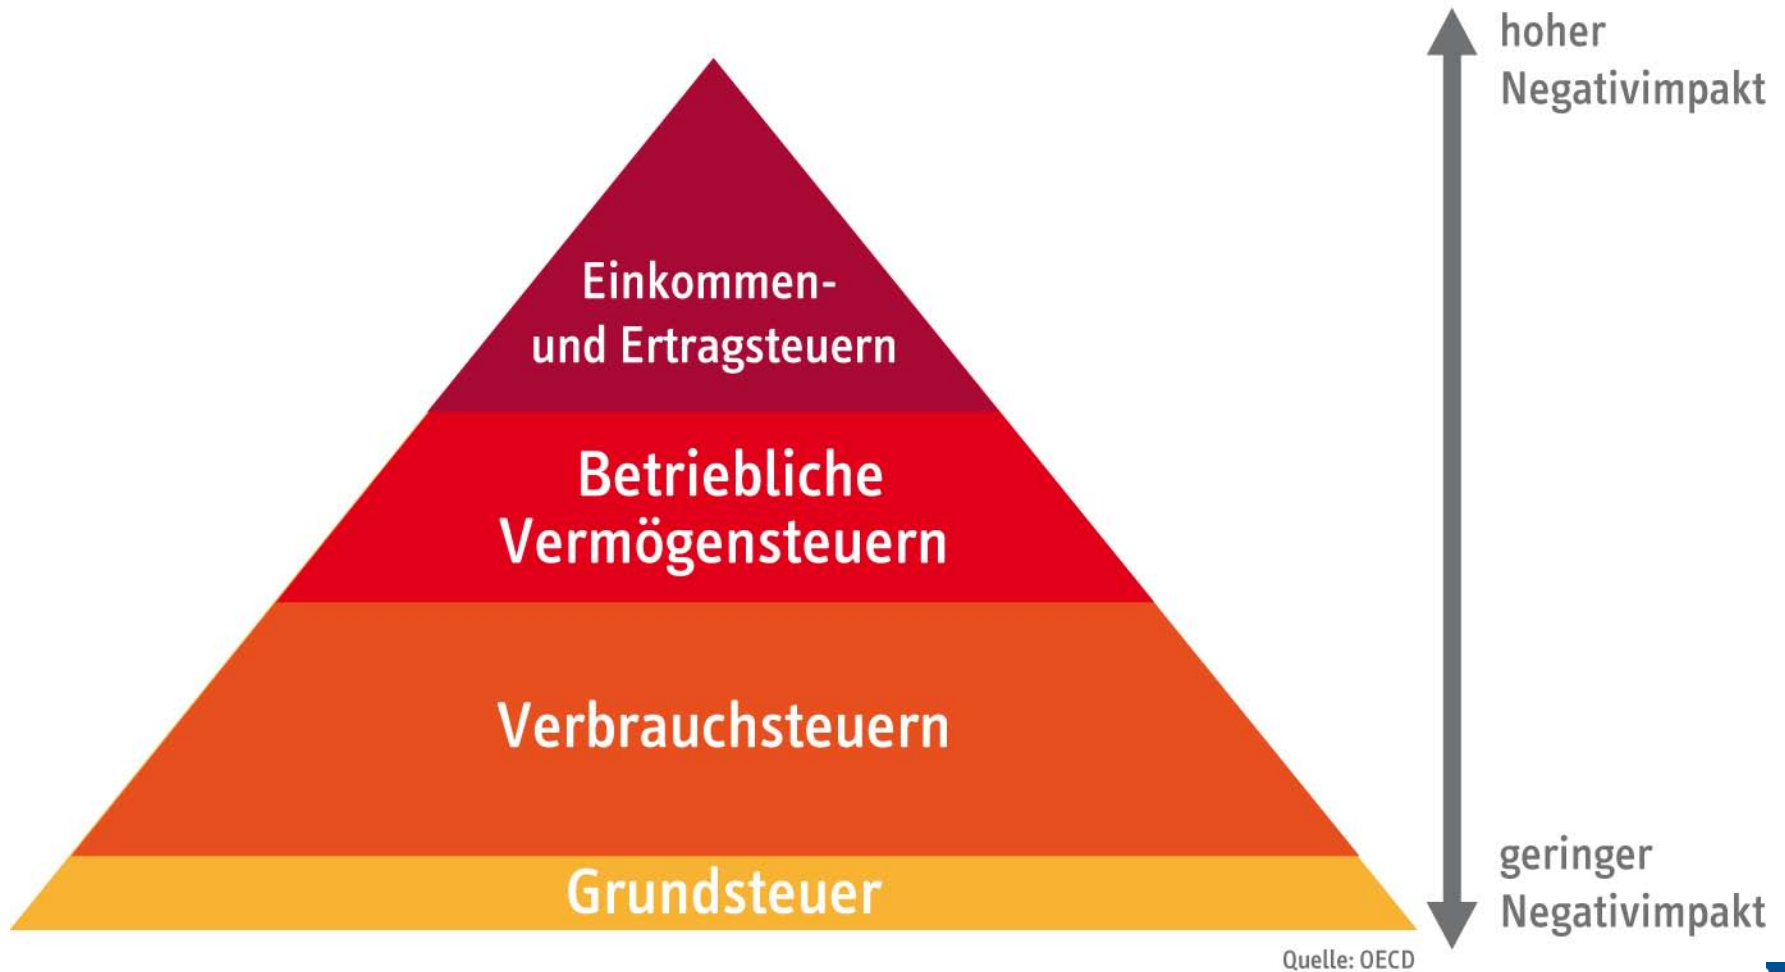 hoher
Negativimpakt
Einkommen-
und Ertragsteuern
Betriebliche
Vermögensteuern
Verbrauchsteuern
Grundsteuer
geringer
Negativimpakt
Quelle: OECD